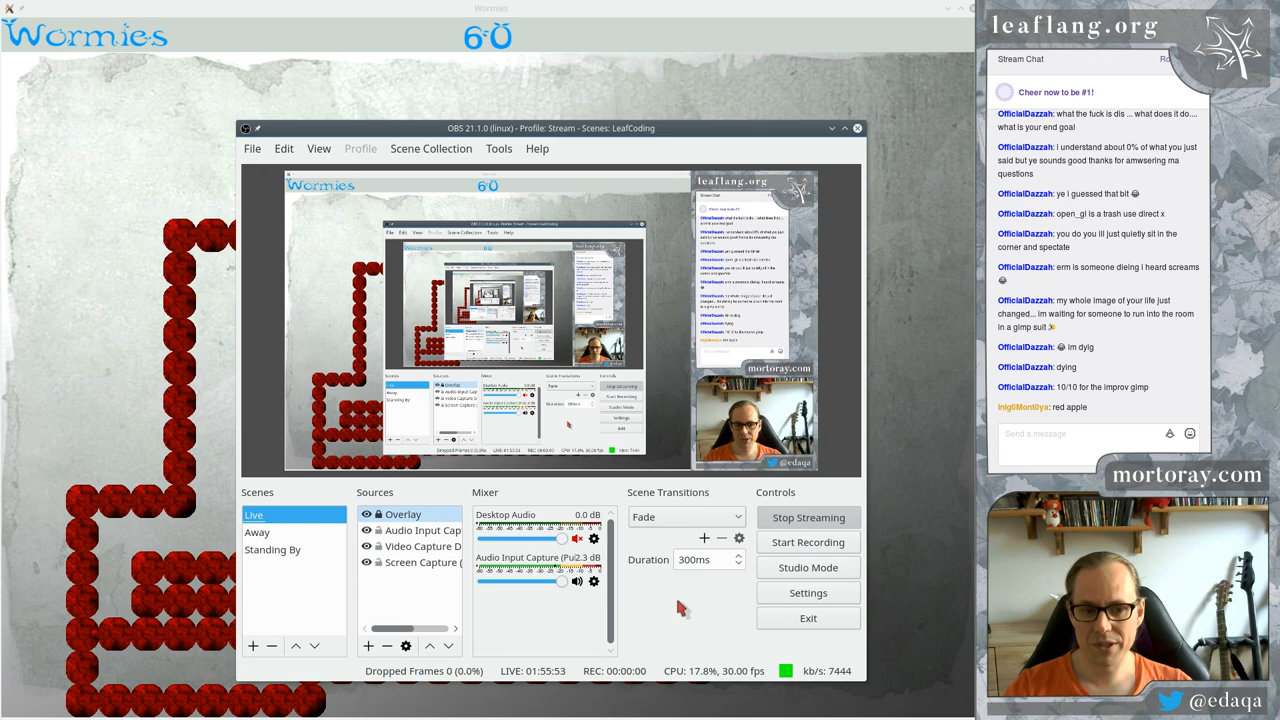 Wormies
Wormies
60
OBS 21.1.0 (linux) - Profile: Stream - Scenes: LeafCoding
File Edit View Profile Scene Collection Tools Help
Wormies
60
leaflang.org
mortoray.com
@edaqa
Scenes
Live
Away
Standing By
Sources
Overlay
Audio Input Cap
Video Capture D
Screen Capture (
Mixer
Desktop Audio 0.0 dB
Audio Input Capture (Pul2.3 dB
Scene Transitions
Fade
Duration 300ms
Controls
Stop Streaming
Start Recording
Studio Mode
Settings
Exit
Dropped Frames 0 (0.0%) LIVE: 01:55:53 REC: 00:00:00 CPU: 17.8%, 30.00 fps kb/s: 7444
leaflang.org
Stream Chat
Cheer now to be #1!
OfficialDazzah: what the fuck is dis ... what does it do....
what is your end goal
OfficialDazzah: i understand about 0% of what you just
said but ye sounds good thanks for amwsering ma
questions
OfficialDazzah: ye i guessed that bit 😂
OfficialDazzah: open_gl is a trash use direct x
OfficialDazzah: you do you Ill just quietly sit in the
corner and spectate
OfficialDazzah: erm is someone dieing i heard screams
😂
OfficialDazzah: my whole image of your life just
changed... im waiting for someone to run into the room
in a gimp suit
OfficialDazzah: 😂 im dyig
OfficialDazzah: dying
OfficialDazzah: 10/10 for the improv gimp
Inig0Mont0ya: red apple
Send a message
mortoray.com
@edaqa